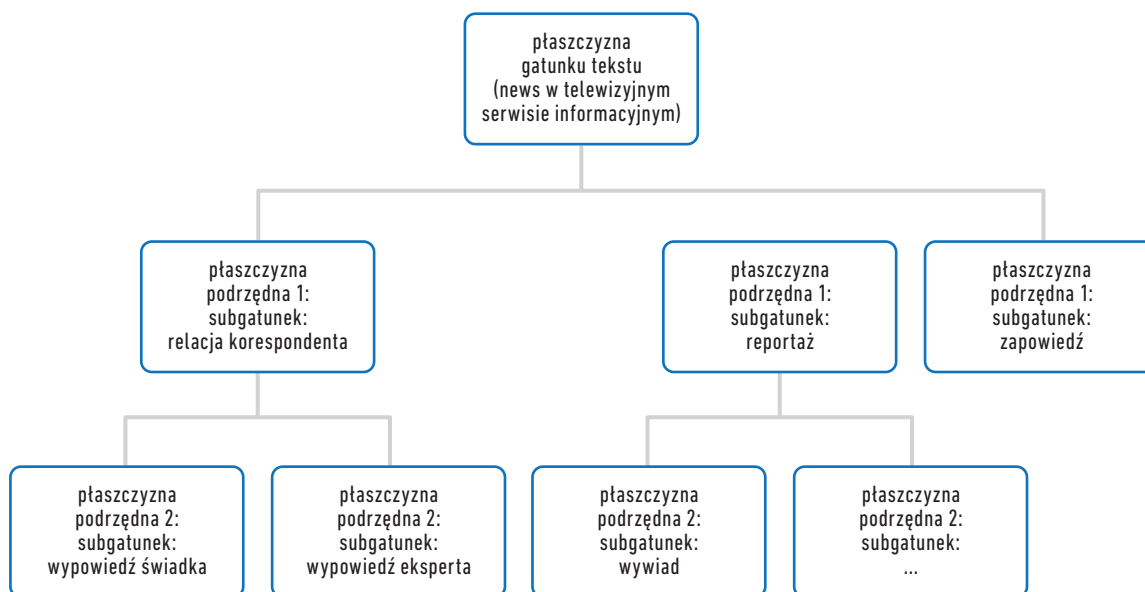 płaszczyzna
gatunku tekstu
(news w telewizyjnym
serwisie informacyjnym)
płaszczyzna
podrzędna 1:
subgatunek:
relacja korespondenta
płaszczyzna
podrzędna 1:
subgatunek:
reportaż
płaszczyzna
podrzędna 1:
subgatunek:
zapowiedź
płaszczyzna
podrzędna 2:
subgatunek:
wypowiedź świadka
płaszczyzna
podrzędna 2:
subgatunek:
wypowiedź eksperta
płaszczyzna
podrzędna 2:
subgatunek:
wywiad
płaszczyzna
podrzędna 2:
subgatunek:
...